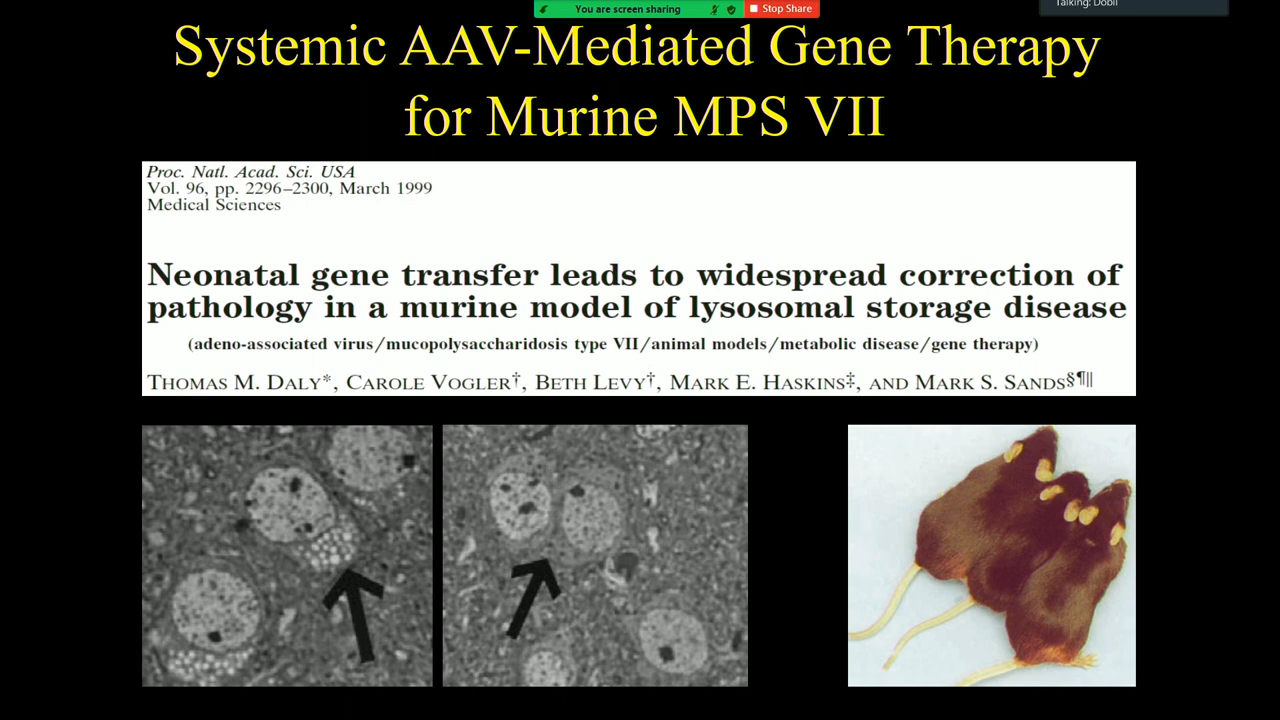 You are screen sharing
Stop Share
Talking: Dobli
Systemic AAV-Mediated Gene Therapy
for Murine MPS VII
Proc. Natl. Acad. Sci. USA
Vol. 96, pp. 2296–2300, March 1999
Medical Sciences
Neonatal gene transfer leads to widespread correction of
pathology in a murine model of lysosomal storage disease
(adeno-associated virus/mucopolysaccharidosis type VII/animal models/metabolic disease/gene therapy)
THOMAS M. DALY*, CAROLE VOGLER†, BETH LEVY†, MARK E. HASKINS‡, AND MARK S. SANDS§¶||